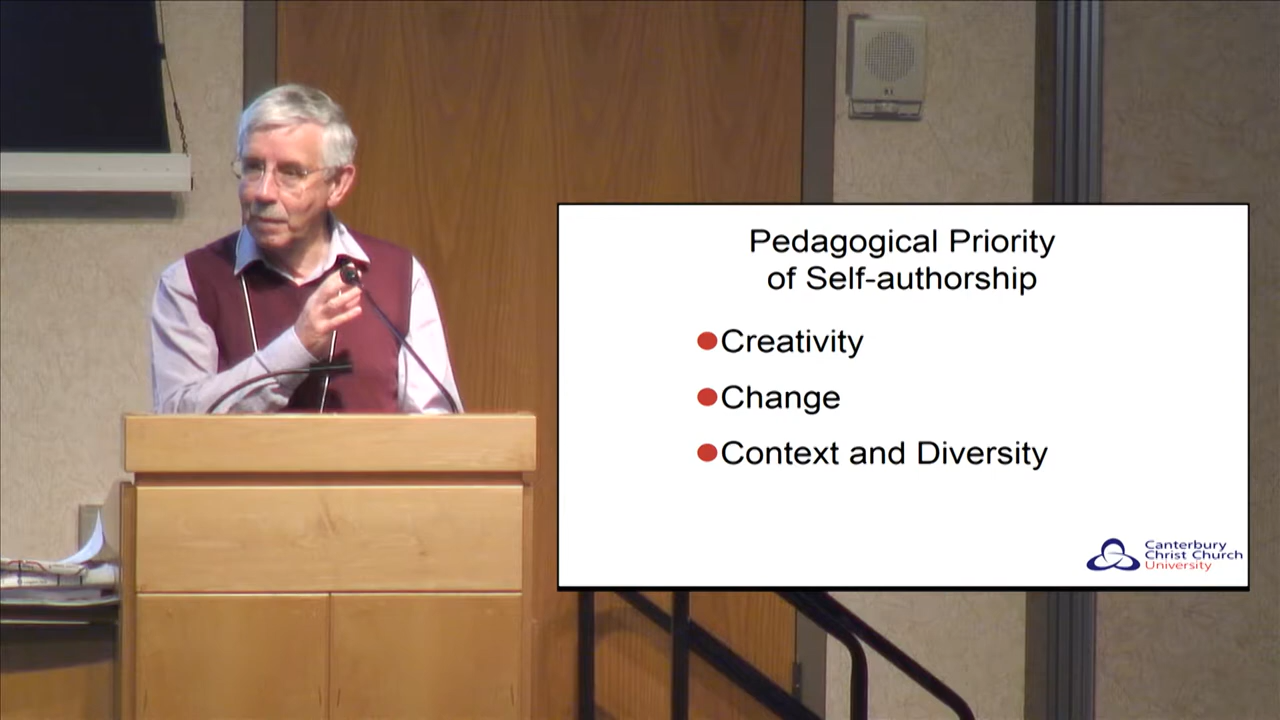 Pedagogical Priority
of Self-authorship
Creativity
Change
Context and Diversity
Canterbury
Christ Church
University